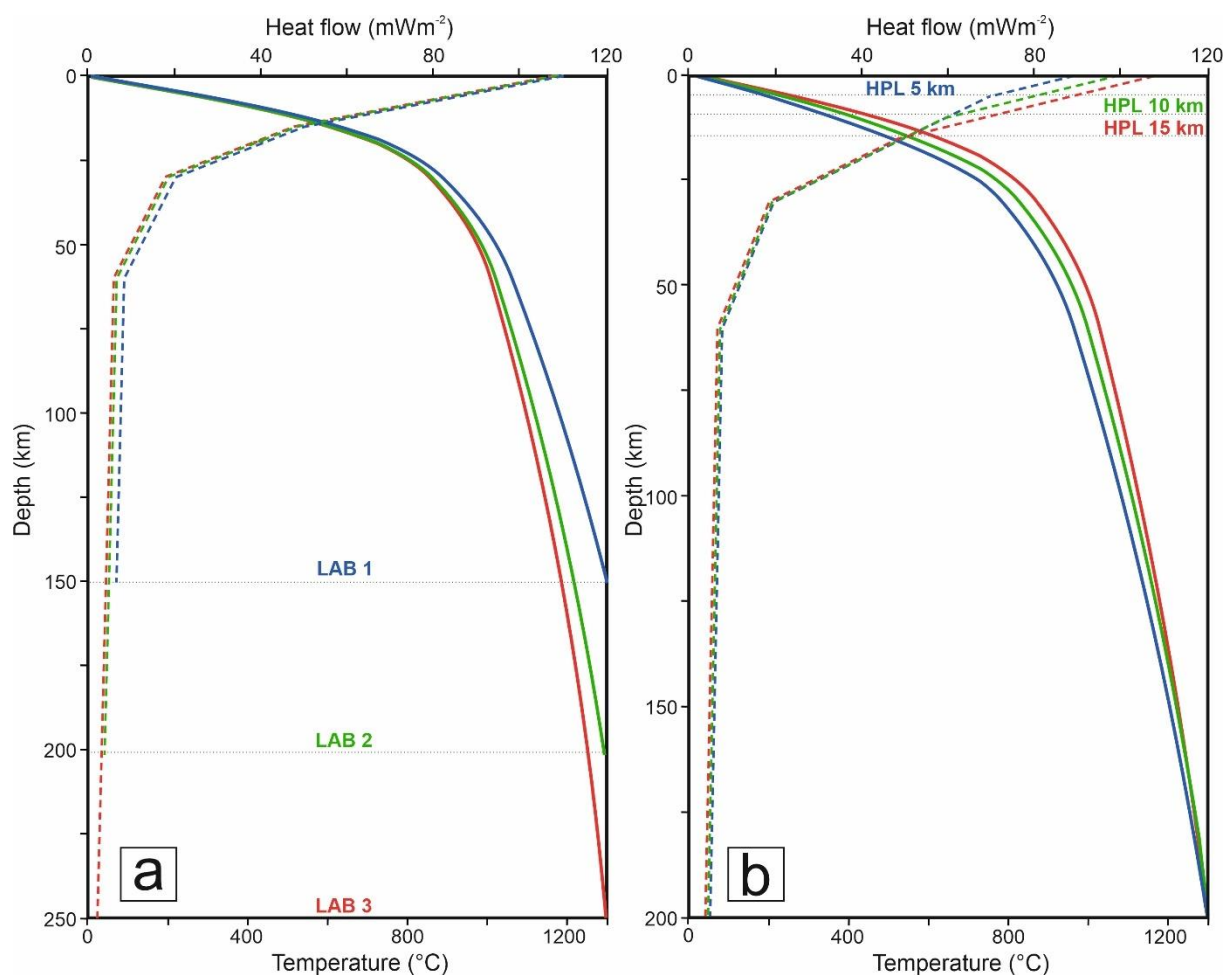 Heat flow (mWm-2)
0 40 80 120
0
50
100
150
200
250
Depth (km)
LAB 1
LAB 2
LAB 3
a
0 400 800 1200
Temperature (°C)
Heat flow (mWm-2)
0 40 80 120
0
50
100
150
200
Depth (km)
HPL 5 km
HPL 10 km
HPL 15 km
b
0 400 800 1200
Temperature (°C)